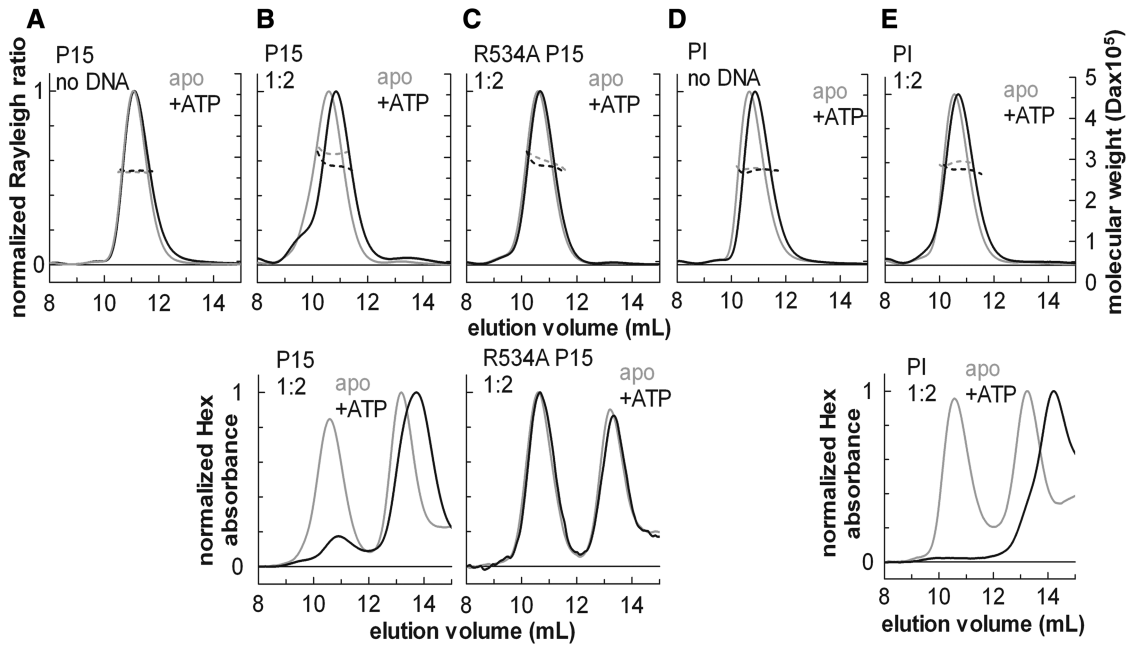 A
B
C
D
E
P15
no DNA
apo
+ATP
P15
1:2
apo
+ATP
R534A P15
1:2
apo
+ATP
PI
no DNA
apo
+ATP
PI
1:2
apo
+ATP
normalized Rayleigh ratio
1
0
5
4
3
2
1
0
molecular weight (Dax10⁵)
8 10 12 14
8 10 12 14
8 10 12 14
8 10 12 14
8 10 12 14
elution volume (mL)
P15
1:2
apo
+ATP
R534A P15
1:2
apo
+ATP
PI
1:2
apo
+ATP
normalized Hex
absorbance
1
0
normalized Hex
absorbance
1
0
8 10 12 14
8 10 12 14
8 10 12 14
elution volume (mL)
elution volume (mL)